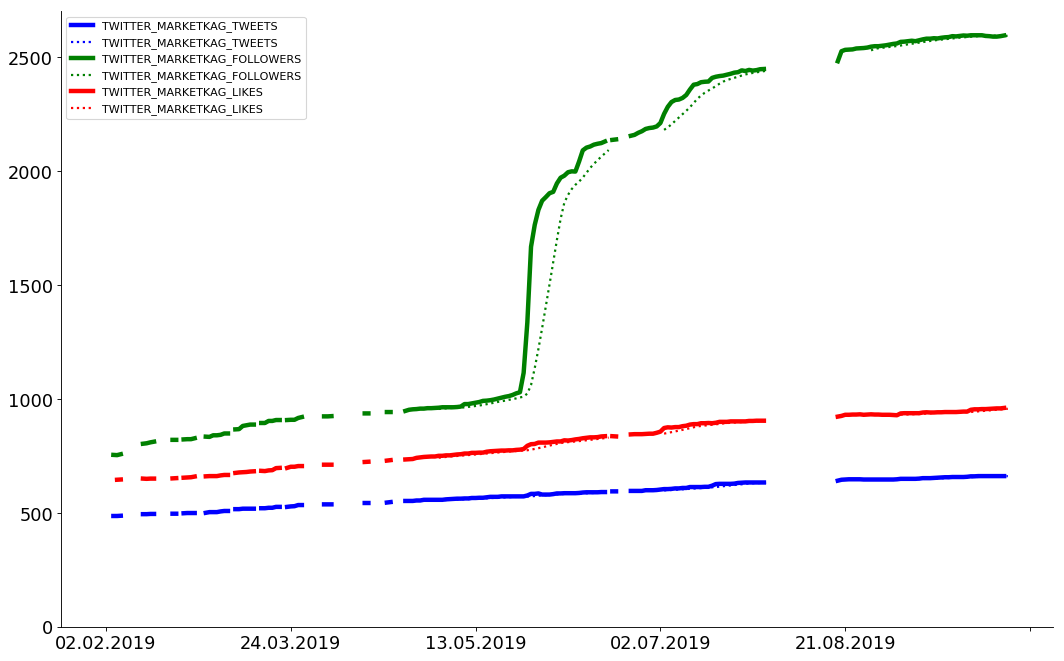 TWITTER_MARKETKAG_TWEETS
TWITTER_MARKETKAG_TWEETS
TWITTER_MARKETKAG_FOLLOWERS
TWITTER_MARKETKAG_FOLLOWERS
TWITTER_MARKETKAG_LIKES
TWITTER_MARKETKAG_LIKES
2500
2000
1500
1000
500
0
02.02.2019 24.03.2019 13.05.2019 02.07.2019 21.08.2019